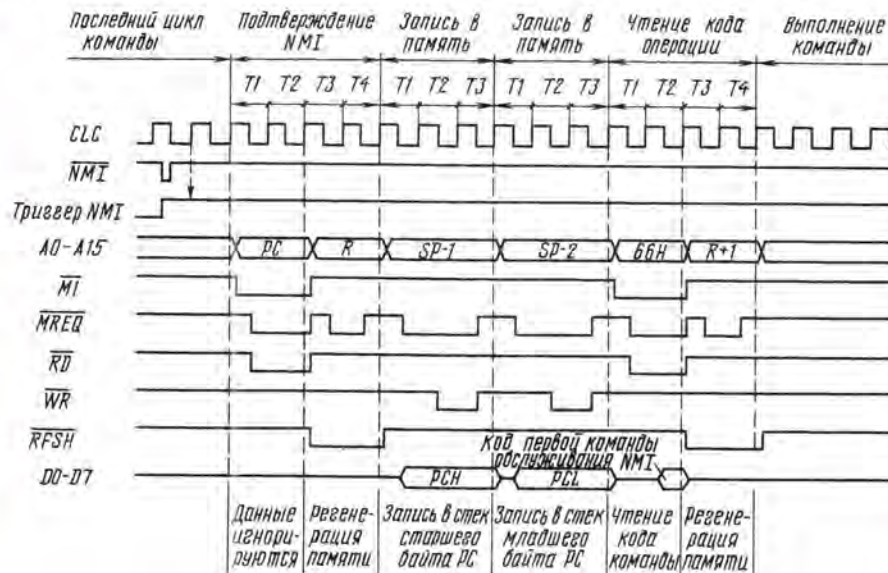 Последний цикл команды
Подтверждение NMI
Запись в память
Запись в память
Чтение кода операции
Выполнение команды
T1 T2 T3 T4 T1 T2 T3 T1 T2 T3 T1 T2 T3 T4
CLC
NMI
Триггер NMI
A0-A15
PC R SP-1 SP-2 66H R+1
M1
MREQ
RD
WR
RFSH
Код первой команды
обслуживания NMI
D0-D7
PCH PCL
Данные игнори-руются
Регене-рация памяти
Запись в стек старшего байта PC
Запись в стек младшего байта PC
Чтение кода команды
Регене-рация памяти